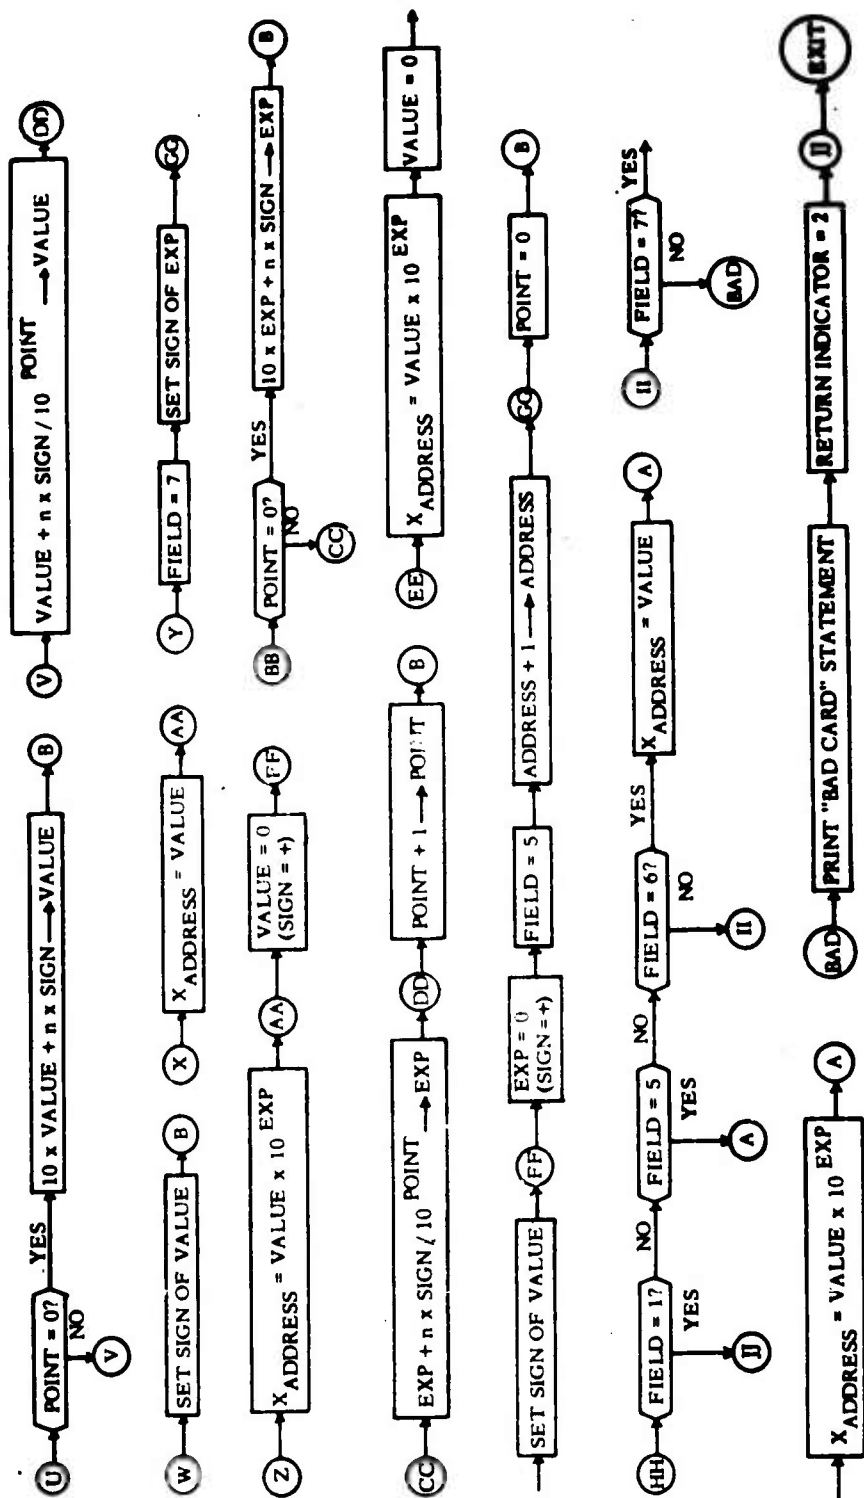 U POINT = 0? YES 10 x VALUE + n x SIGN → VALUE B V VALUE + n x SIGN / 10 POINT → VALUE DD
NO
V
W SET SIGN OF VALUE B X X ADDRESS = VALUE AA Y FIELD = 7 SET SIGN OF EXP GG
Z X ADDRESS = VALUE x 10 EXP AA VALUE = 0 FF BB POINT = 0? YES 10 x EXP + n x SIGN → EXP B
(SIGN = +) NO
CC
CC EXP + n x SIGN / 10 POINT → EXP DD POINT + 1 → POINT B EE X ADDRESS = VALUE x 10 EXP VALUE = 0
SET SIGN OF VALUE FF EXP = 0 FIELD = 5 ADDRESS + 1 → ADDRESS GG POINT = 0 B
(SIGN = +)
HH FIELD = 1? NO FIELD = 5 NO FIELD = 6? YES X ADDRESS = VALUE A II FIELD = 7? YES
YES YES NO NO
JJ A II BAD
X ADDRESS = VALUE x 10 EXP A BAD PRINT "BAD CARD" STATEMENT RETURN INDICATOR = 2 JJ EXIT